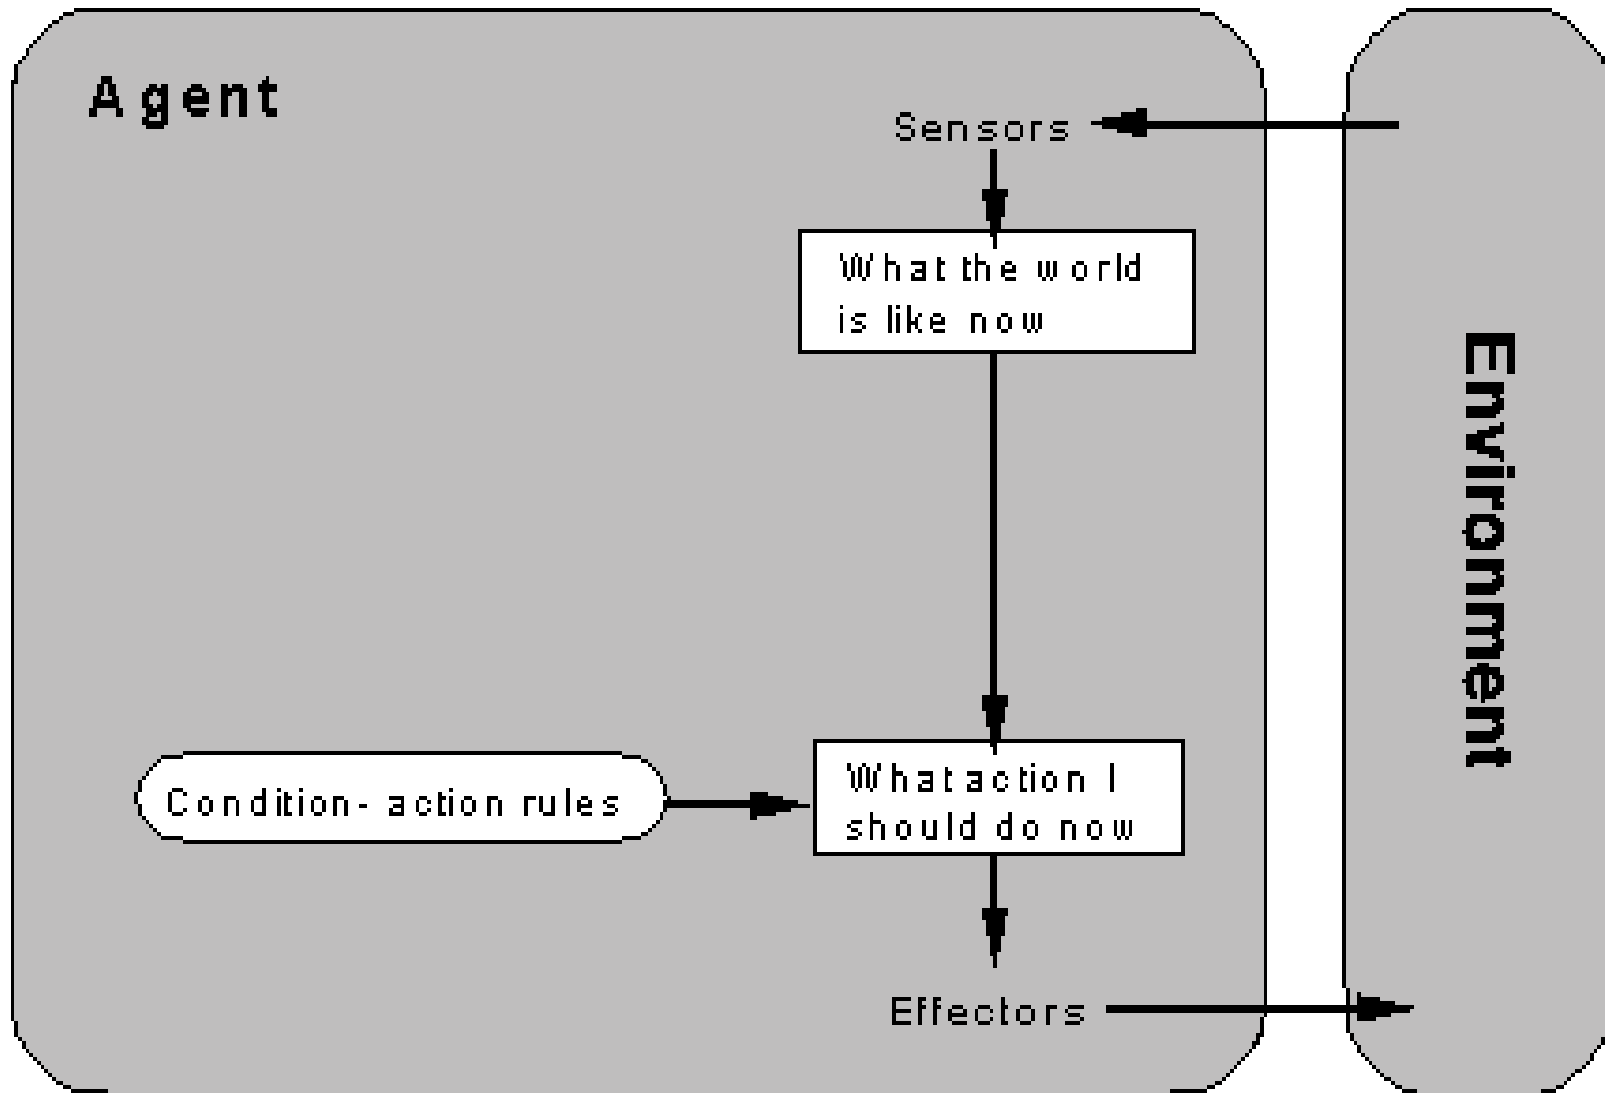 Agent
Sensors
What the world
is like now
Environment
Condition- action rules
What action I
should do now
Effectors